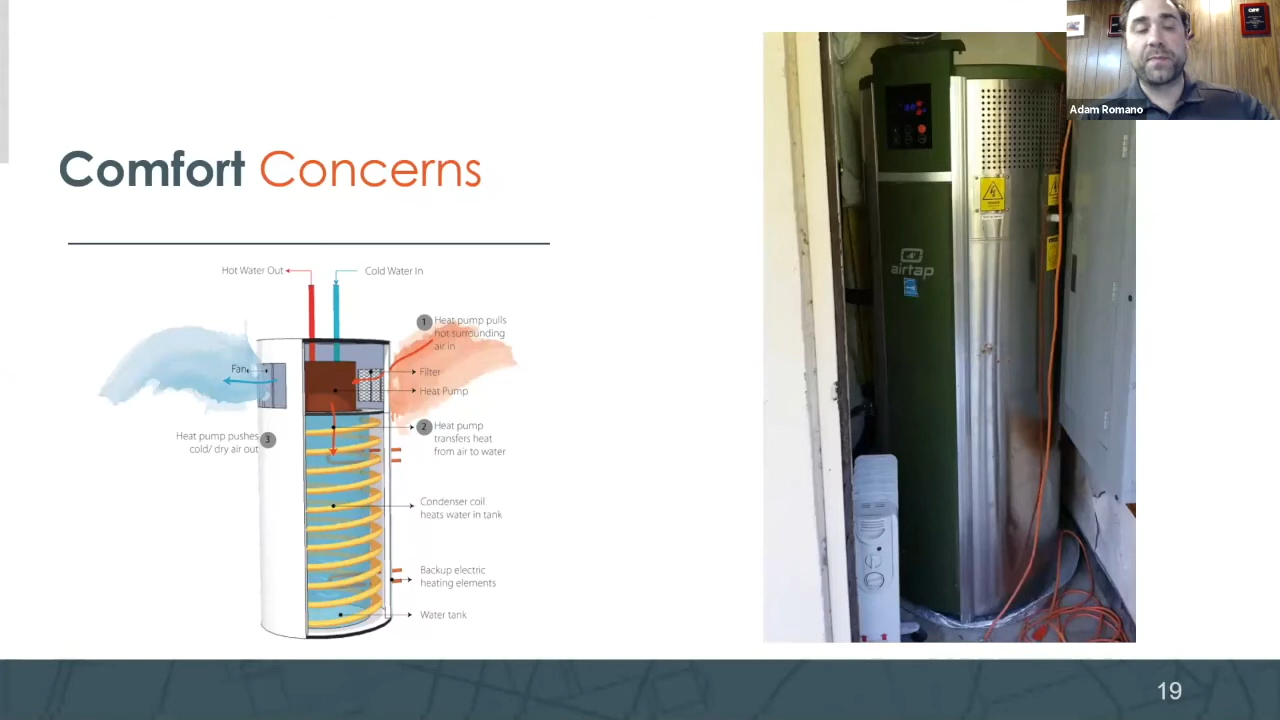 Comfort Concerns
Hot Water Out
Cold Water In
1
Heat pump pulls
hot surrounding
air in
Fan
Filter
Heat Pump
Heat pump pushes
cold/ dry air out
3
2
Heat pump
transfers heat
from air to water
Condenser coil
heats water in tank
Backup electric
heating elements
Water tank
airtap
Adam Romano
19